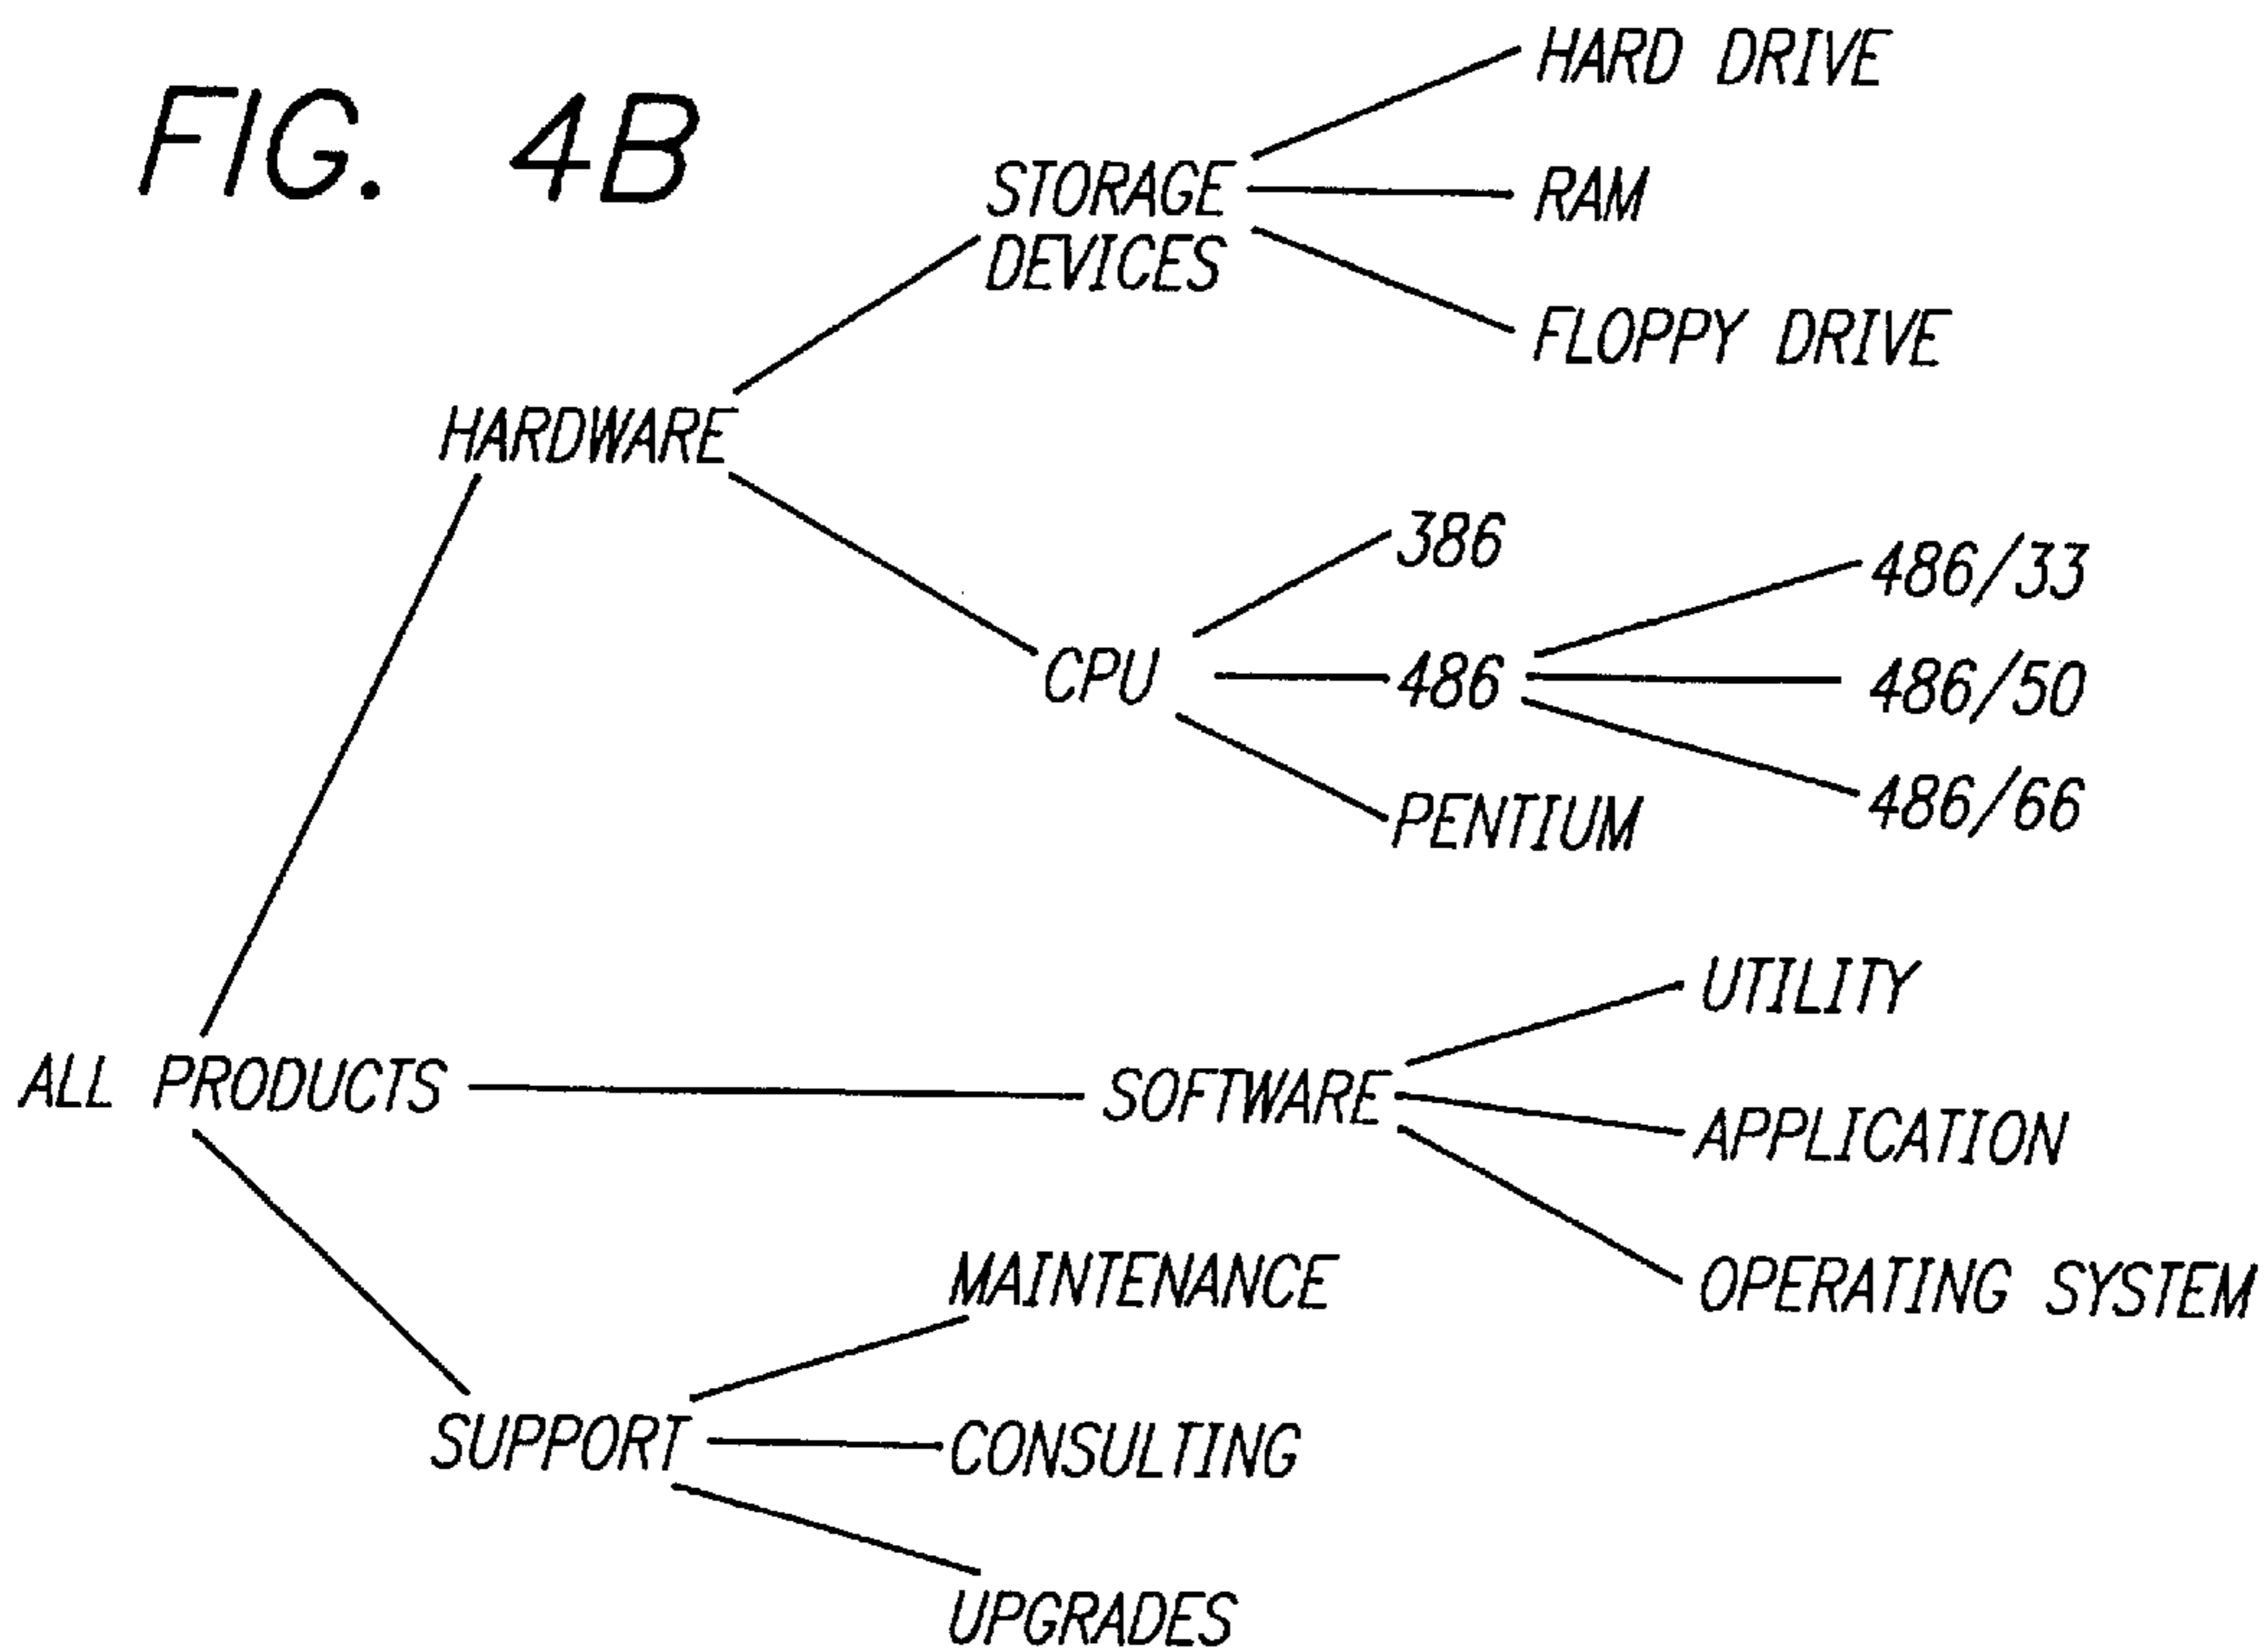 FIG. 4B
HARD DRIVE
STORAGE
DEVICES
RAM
FLOPPY DRIVE
HARDWARE
386
486/33
CPU
486
486/50
486/66
PENTIUM
UTILITY
ALL PRODUCTS
SOFTWARE
APPLICATION
OPERATING SYSTEM
MAINTENANCE
SUPPORT
CONSULTING
UPGRADES